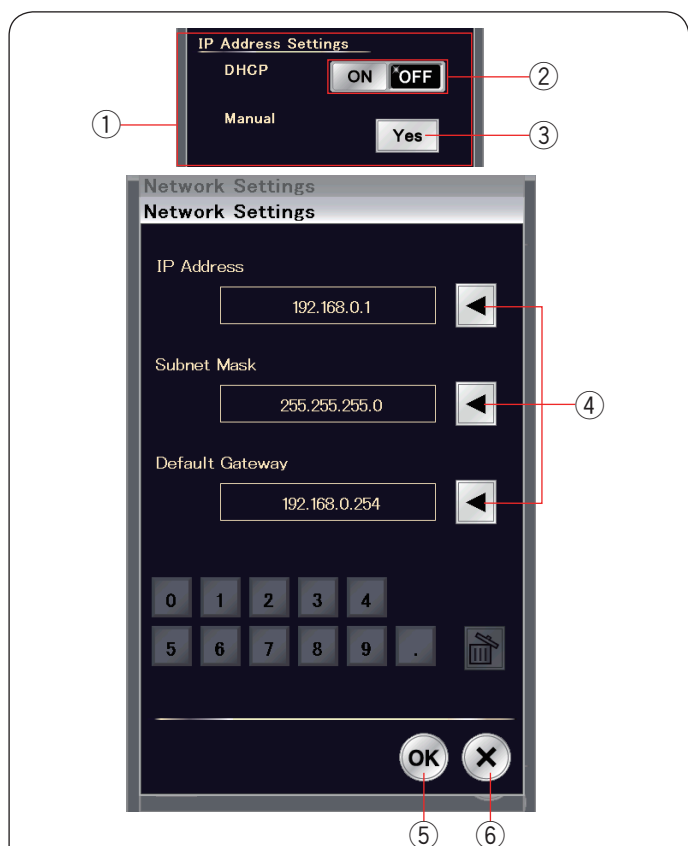 IP Address Settings
DHCP ON OFF ②
① Manual Yes ③
Network Settings
Network Settings
IP Address
192.168.0.1
Subnet Mask
255.255.255.0 ④
Default Gateway
192.168.0.254
0 1 2 3 4
5 6 7 8 9 .
OK
⑤ ⑥